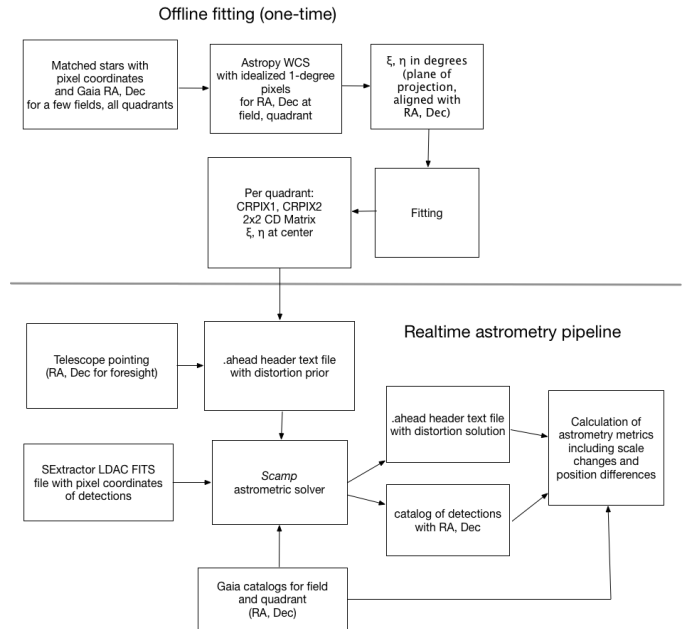 Offline fitting (one-time)
Matched stars with
pixel coordinates
and Gaia RA, Dec
for a few fields, all quadrants
Astropy WCS
with idealized 1-degree
pixels
for RA, Dec at
field, quadrant
ξ, η in degrees
(plane of
projection,
aligned with
RA, Dec)
Per quadrant:
CRPIX1, CRPIX2
2x2 CD Matrix
ξ, η at center
Fitting
Realtime astrometry pipeline
Telescope pointing
(RA, Dec for foresight)
.ahead header text file
with distortion prior
.ahead header text file
with distortion solution
Calculation of
astrometry metrics
including scale
changes and
position differences
SExtractor LDAC FITS
file with pixel coordinates
of detections
Scamp
astrometric solver
catalog of detections
with RA, Dec
Gaia catalogs for field
and quadrant
(RA, Dec)